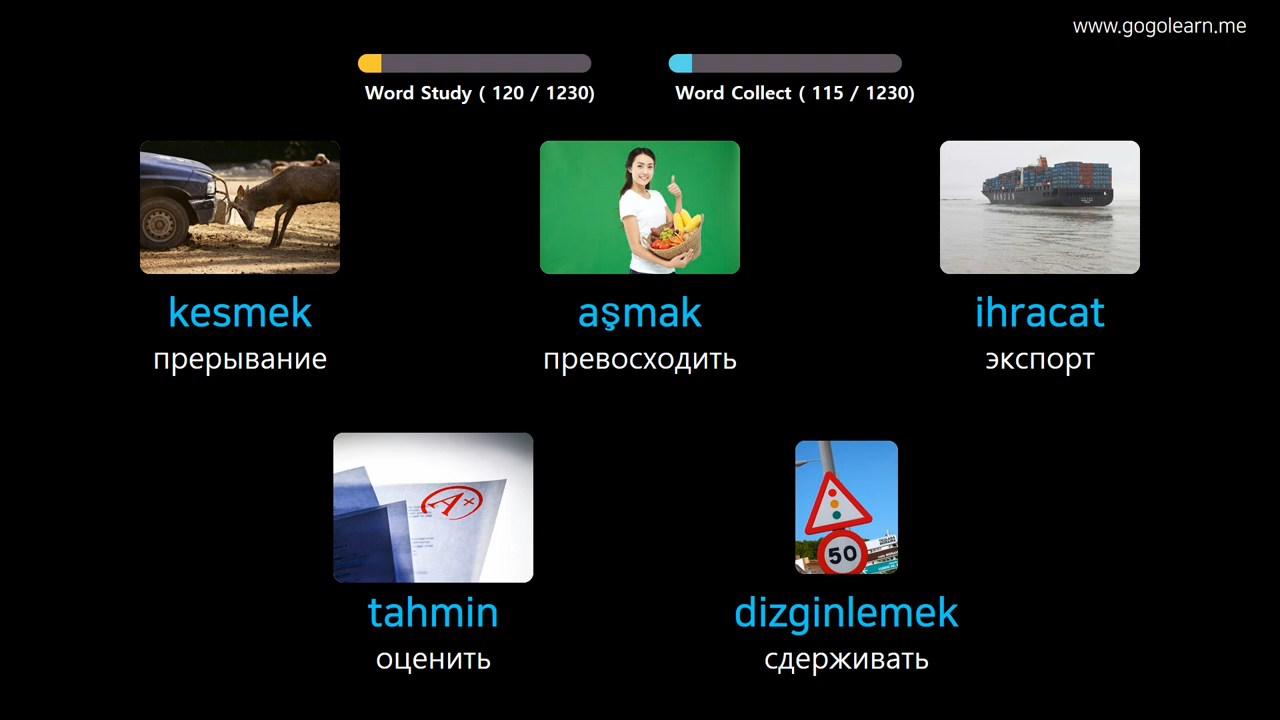 www.gogolearn.me
Word Study ( 120 / 1230)
Word Collect ( 115 / 1230)
kesmek
прерывание
aşmak
превосходить
ihracat
экспорт
A+
tahmin
оценить
50
dizginlemek
сдерживать